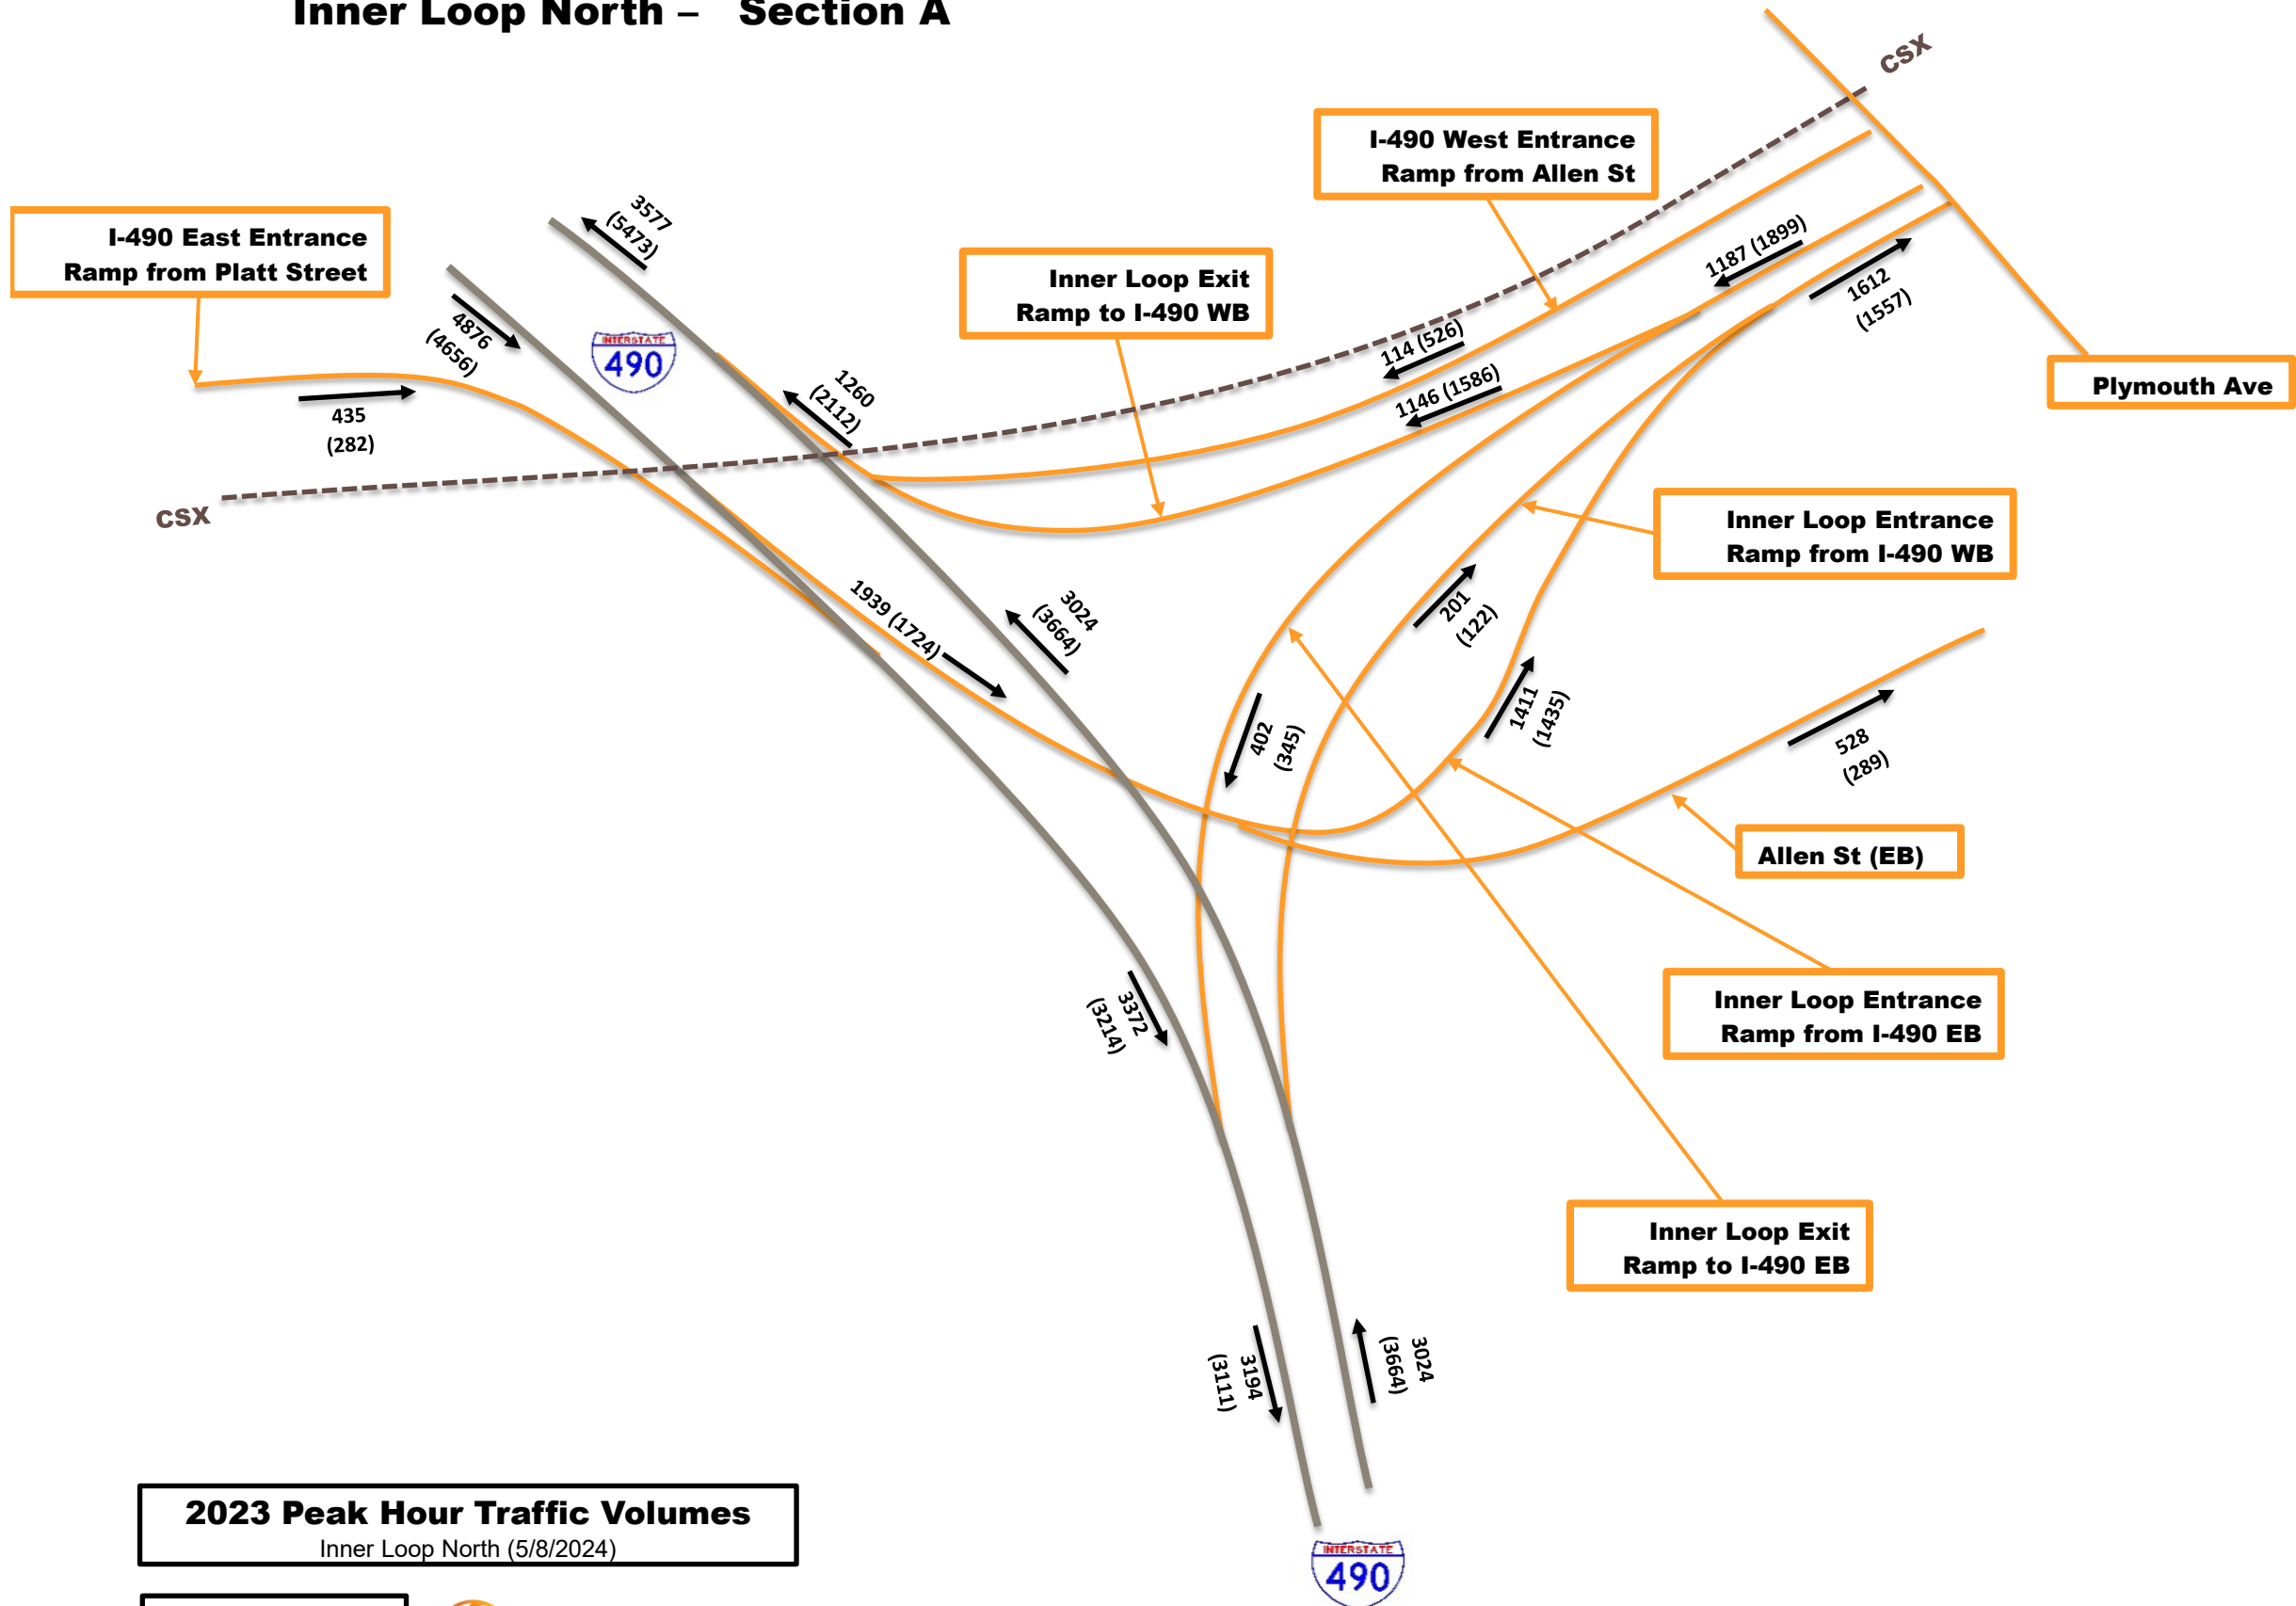 Inner Loop North – Section A
CSX
I-490 West Entrance
Ramp from Allen St
3577
(5473)
I-490 East Entrance
Ramp from Platt Street
1187 (1899)
Inner Loop Exit
Ramp to I-490 WB
1612
(1557)
4876
(4656)
INTERSTATE
490
114 (526)
Plymouth Ave
1146 (1586)
1260
(2112)
435
(282)
CSX
Inner Loop Entrance
Ramp from I-490 WB
1939 (1724)
3024
(3664)
201
(122)
1411
(1435)
402
(345)
528
(289)
Allen St (EB)
3372
(3214)
Inner Loop Entrance
Ramp from I-490 EB
Inner Loop Exit
Ramp to I-490 EB
3194
(3111)
3024
(3664)
2023 Peak Hour Traffic Volumes
Inner Loop North (5/8/2024)
INTERSTATE
490